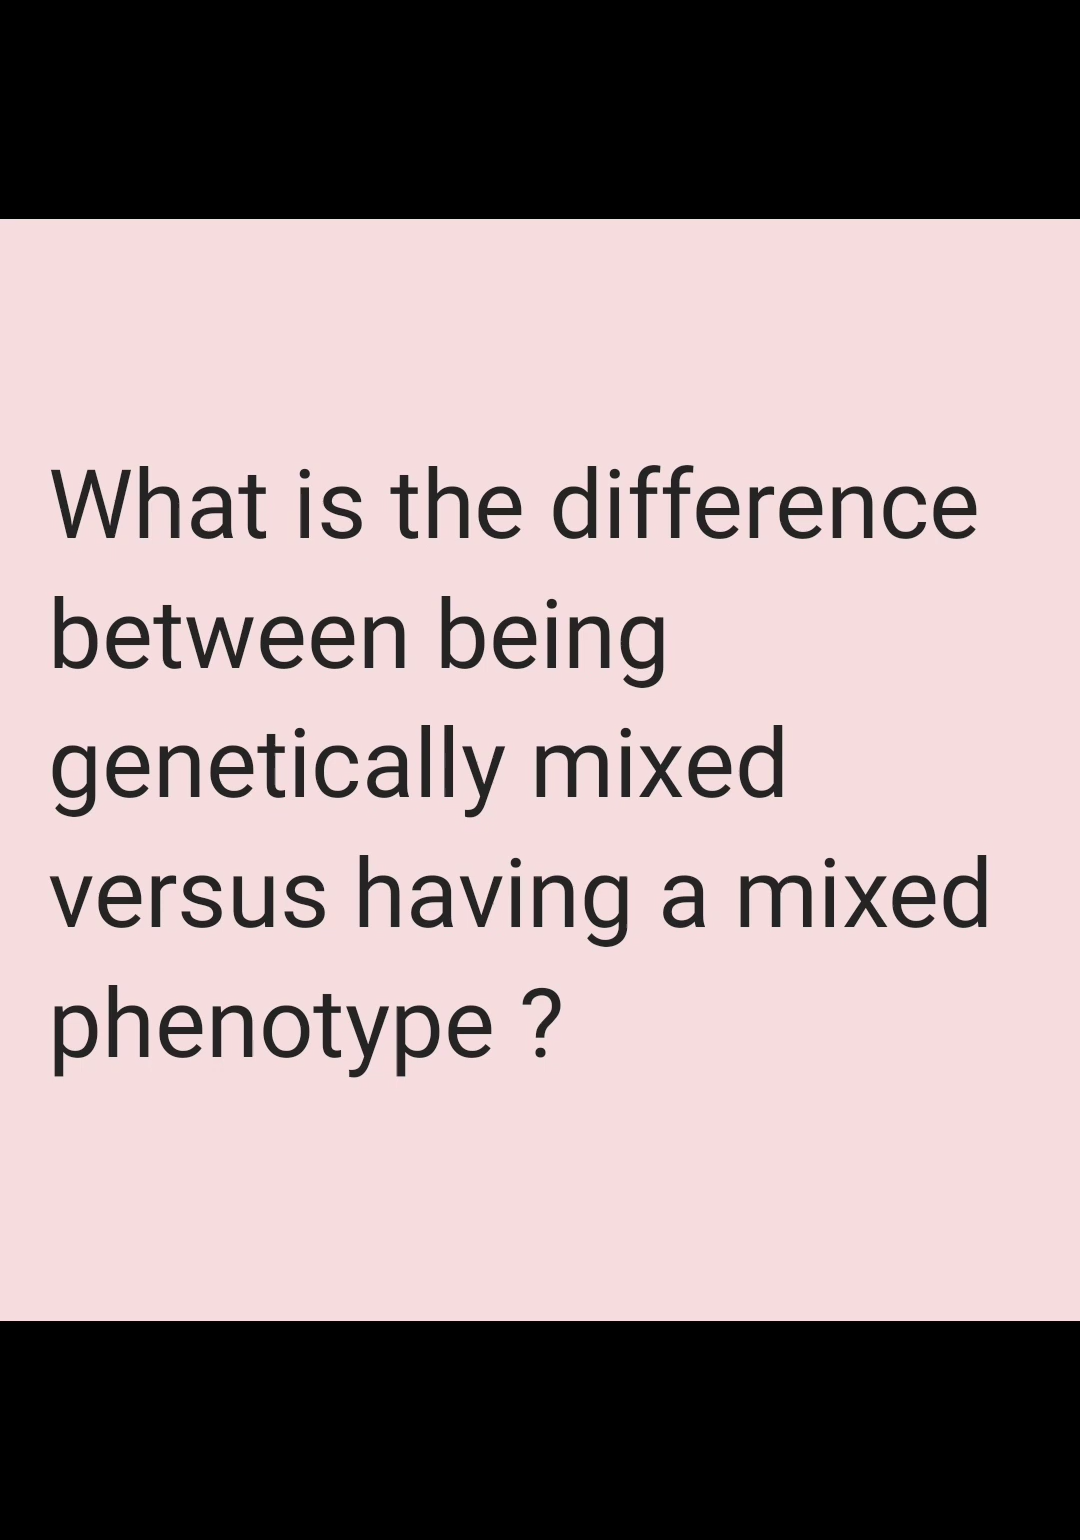 What is the difference
between being
genetically mixed
versus having a mixed
phenotype ?